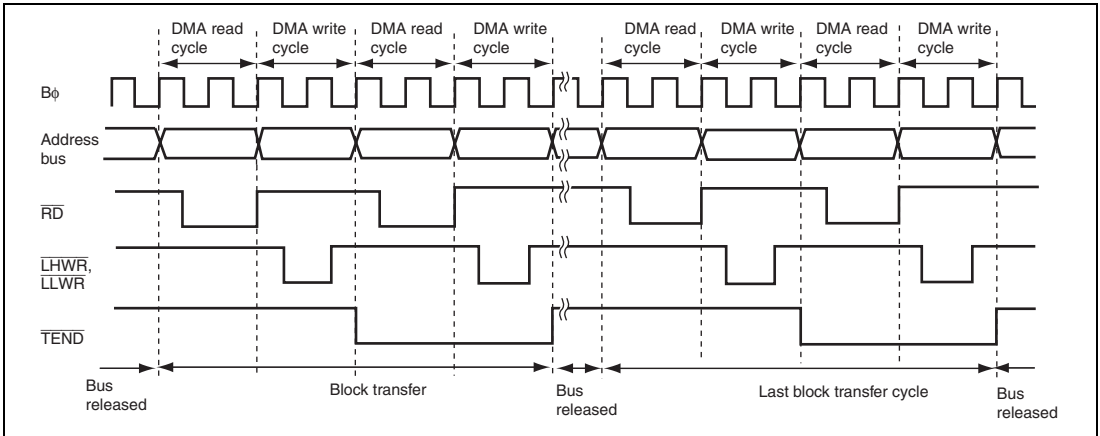 DMA read cycle
DMA write cycle
DMA read cycle
DMA write cycle
DMA read cycle
DMA write cycle
DMA read cycle
DMA write cycle
Bϕ
Address bus
RD
LHWR,
LLWR
TEND
Bus released
Block transfer
Bus released
Last block transfer cycle
Bus released